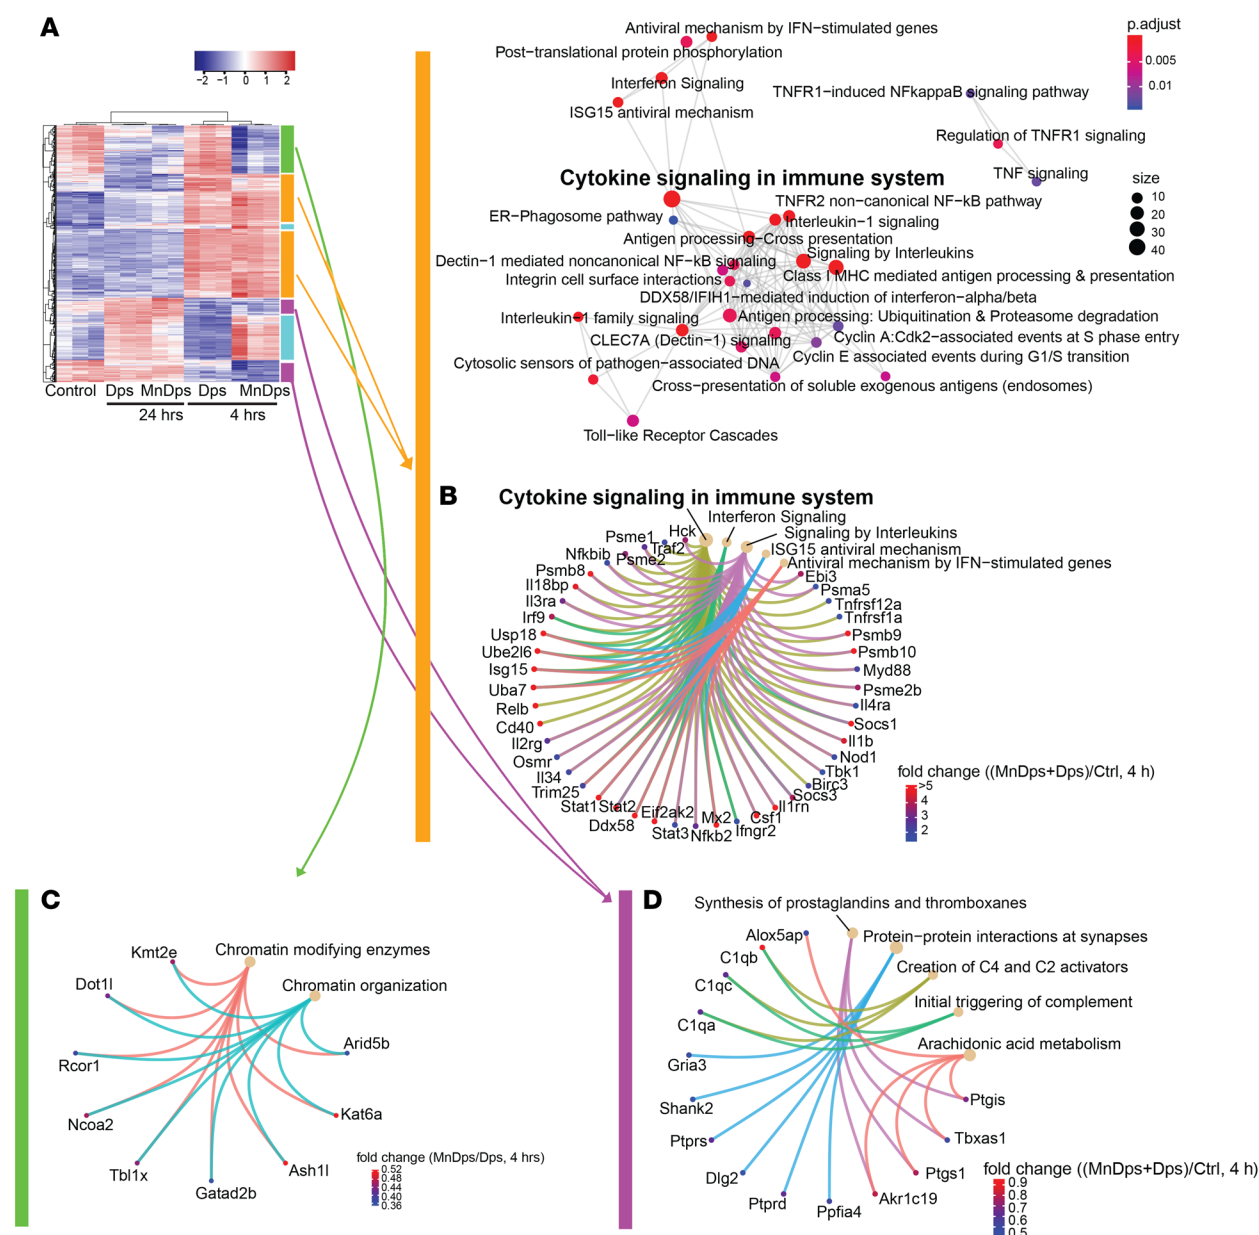 A
−2 −1 0 1 2
Control Dps MnDps Dps MnDps
24 hrs 4 hrs
Antiviral mechanism by IFN−stimulated genes
Post−translational protein phosphorylation
Interferon Signaling
ISG15 antiviral mechanism
TNFR1−induced NFkappaB signaling pathway
Regulation of TNFR1 signaling
TNF signaling
Cytokine signaling in immune system
TNFR2 non−canonical NF−kB pathway
ER−Phagosome pathway
Interleukin−1 signaling
Antigen processing−Cross presentation
Signaling by Interleukins
Dectin−1 mediated noncanonical NF−kB signaling
Class I MHC mediated antigen processing & presentation
Integrin cell surface interactions
DDX58/IFIH1−mediated induction of interferon−alpha/beta
Interleukin−1 family signaling
Antigen processing: Ubiquitination & Proteasome degradation
CLEC7A (Dectin−1) signaling
Cyclin A:Cdk2−associated events at S phase entry
Cyclin E associated events during G1/S transition
Cytosolic sensors of pathogen−associated DNA
Cross−presentation of soluble exogenous antigens (endosomes)
Toll−like Receptor Cascades
p.adjust
0.005
0.01
size
10
20
30
40
B
Cytokine signaling in immune system
Interferon Signaling
Signaling by Interleukins
ISG15 antiviral mechanism
Antiviral mechanism by IFN−stimulated genes
Hck
Traf2
Psme1
Psme2
Nfkbib
Psmb8
Il18bp
Il3ra
Irf9
Usp18
Ube2l6
Isg15
Uba7
Relb
Cd40
Il2rg
Osmr
Il34
Trim25
Stat1
Stat2
Ddx58
Eif2ak2
Stat3
Nfkb2
Mx2
Ifngr2
Csf1
Il1rn
Socs3
Birc3
Tbk1
Nod1
Il1b
Socs1
Il4ra
Psme2b
Myd88
Psmb10
Psmb9
Tnfrsf1a
Tnfrsf12a
Psma5
Ebi3
fold change ((MnDps+Dps)/Ctrl, 4 h)
>5
4
3
2
C
Chromatin modifying enzymes
Chromatin organization
Kmt2e
Dot1l
Rcor1
Ncoa2
Tbl1x
Gatad2b
Ash1l
Kat6a
Arid5b
fold change (MnDps/Dps, 4 hrs)
0.52
0.48
0.44
0.40
0.36
D
Synthesis of prostaglandins and thromboxanes
Protein−protein interactions at synapses
Creation of C4 and C2 activators
Initial triggering of complement
Arachidonic acid metabolism
Alox5ap
C1qb
C1qc
C1qa
Gria3
Shank2
Ptprs
Dlg2
Ptprd
Ppfia4
Akr1c19
Ptgs1
Tbxas1
Ptgis
fold change ((MnDps+Dps)/Ctrl, 4 h)
0.9
0.8
0.7
0.6
0.5